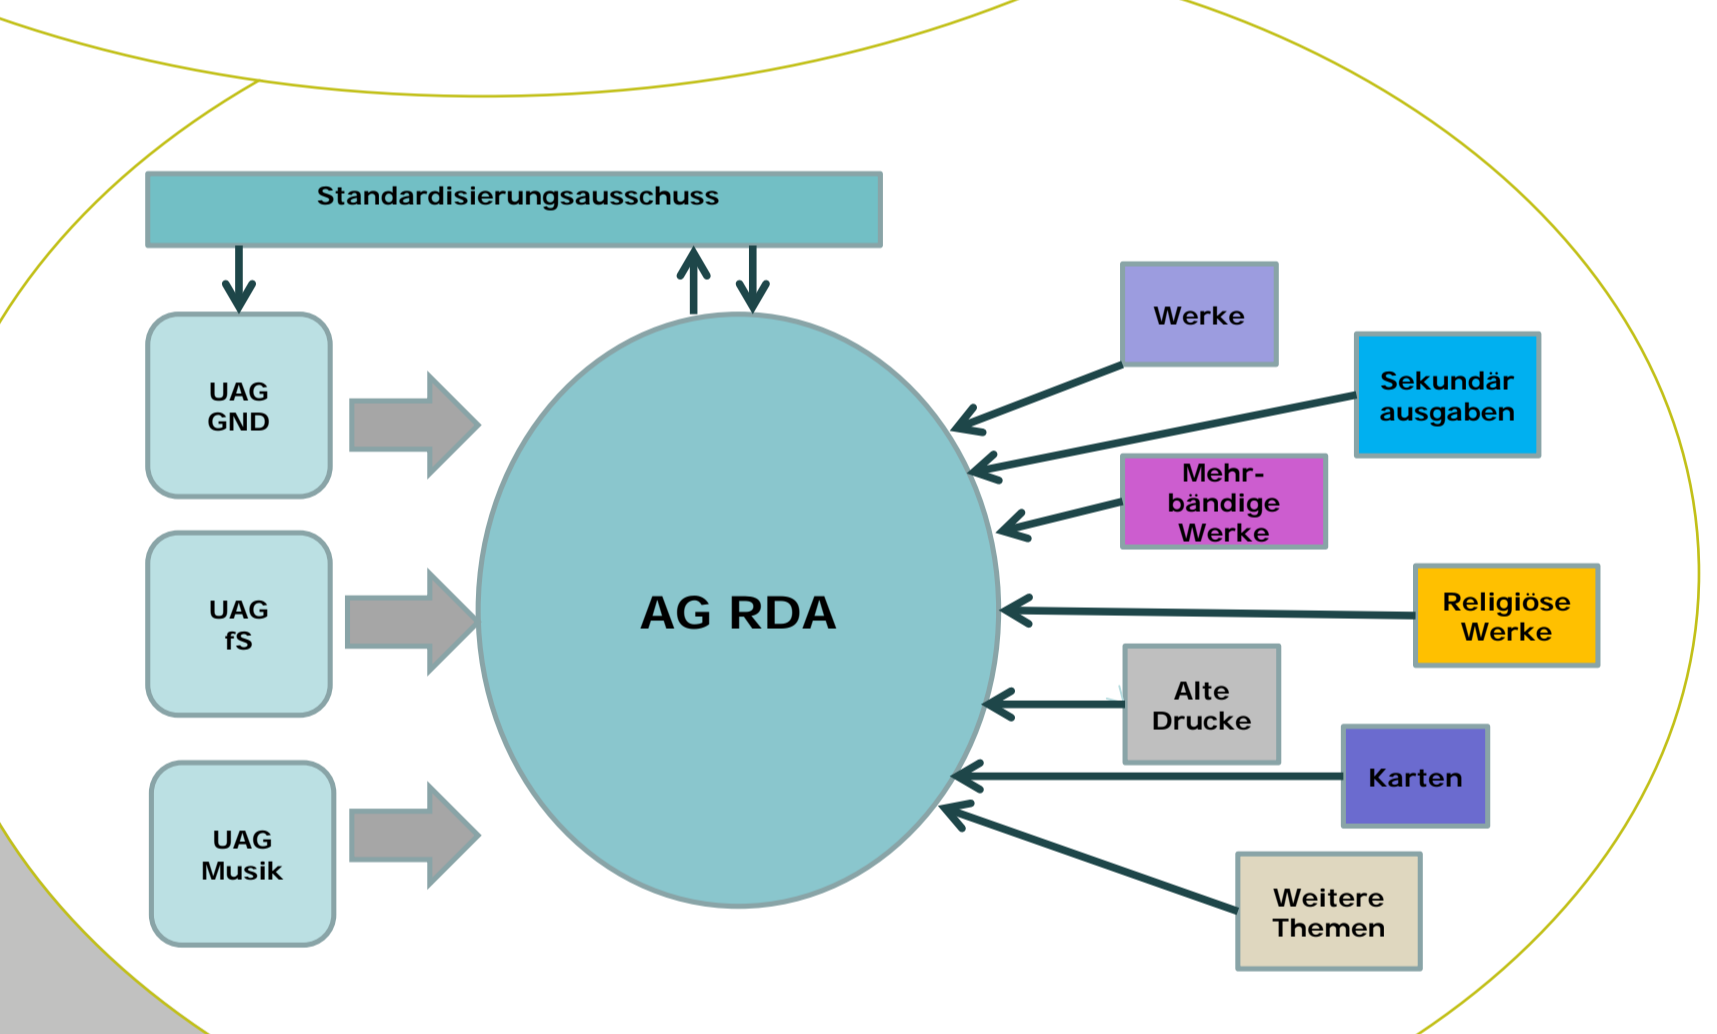 Standardisierungsausschuss
UAG
GND
UAG
fS
UAG
Musik
AG RDA
Werke
Sekundär
ausgaben
Mehr-
bändige
Werke
Religiöse
Werke
Alte
Drucke
Karten
Weitere
Themen